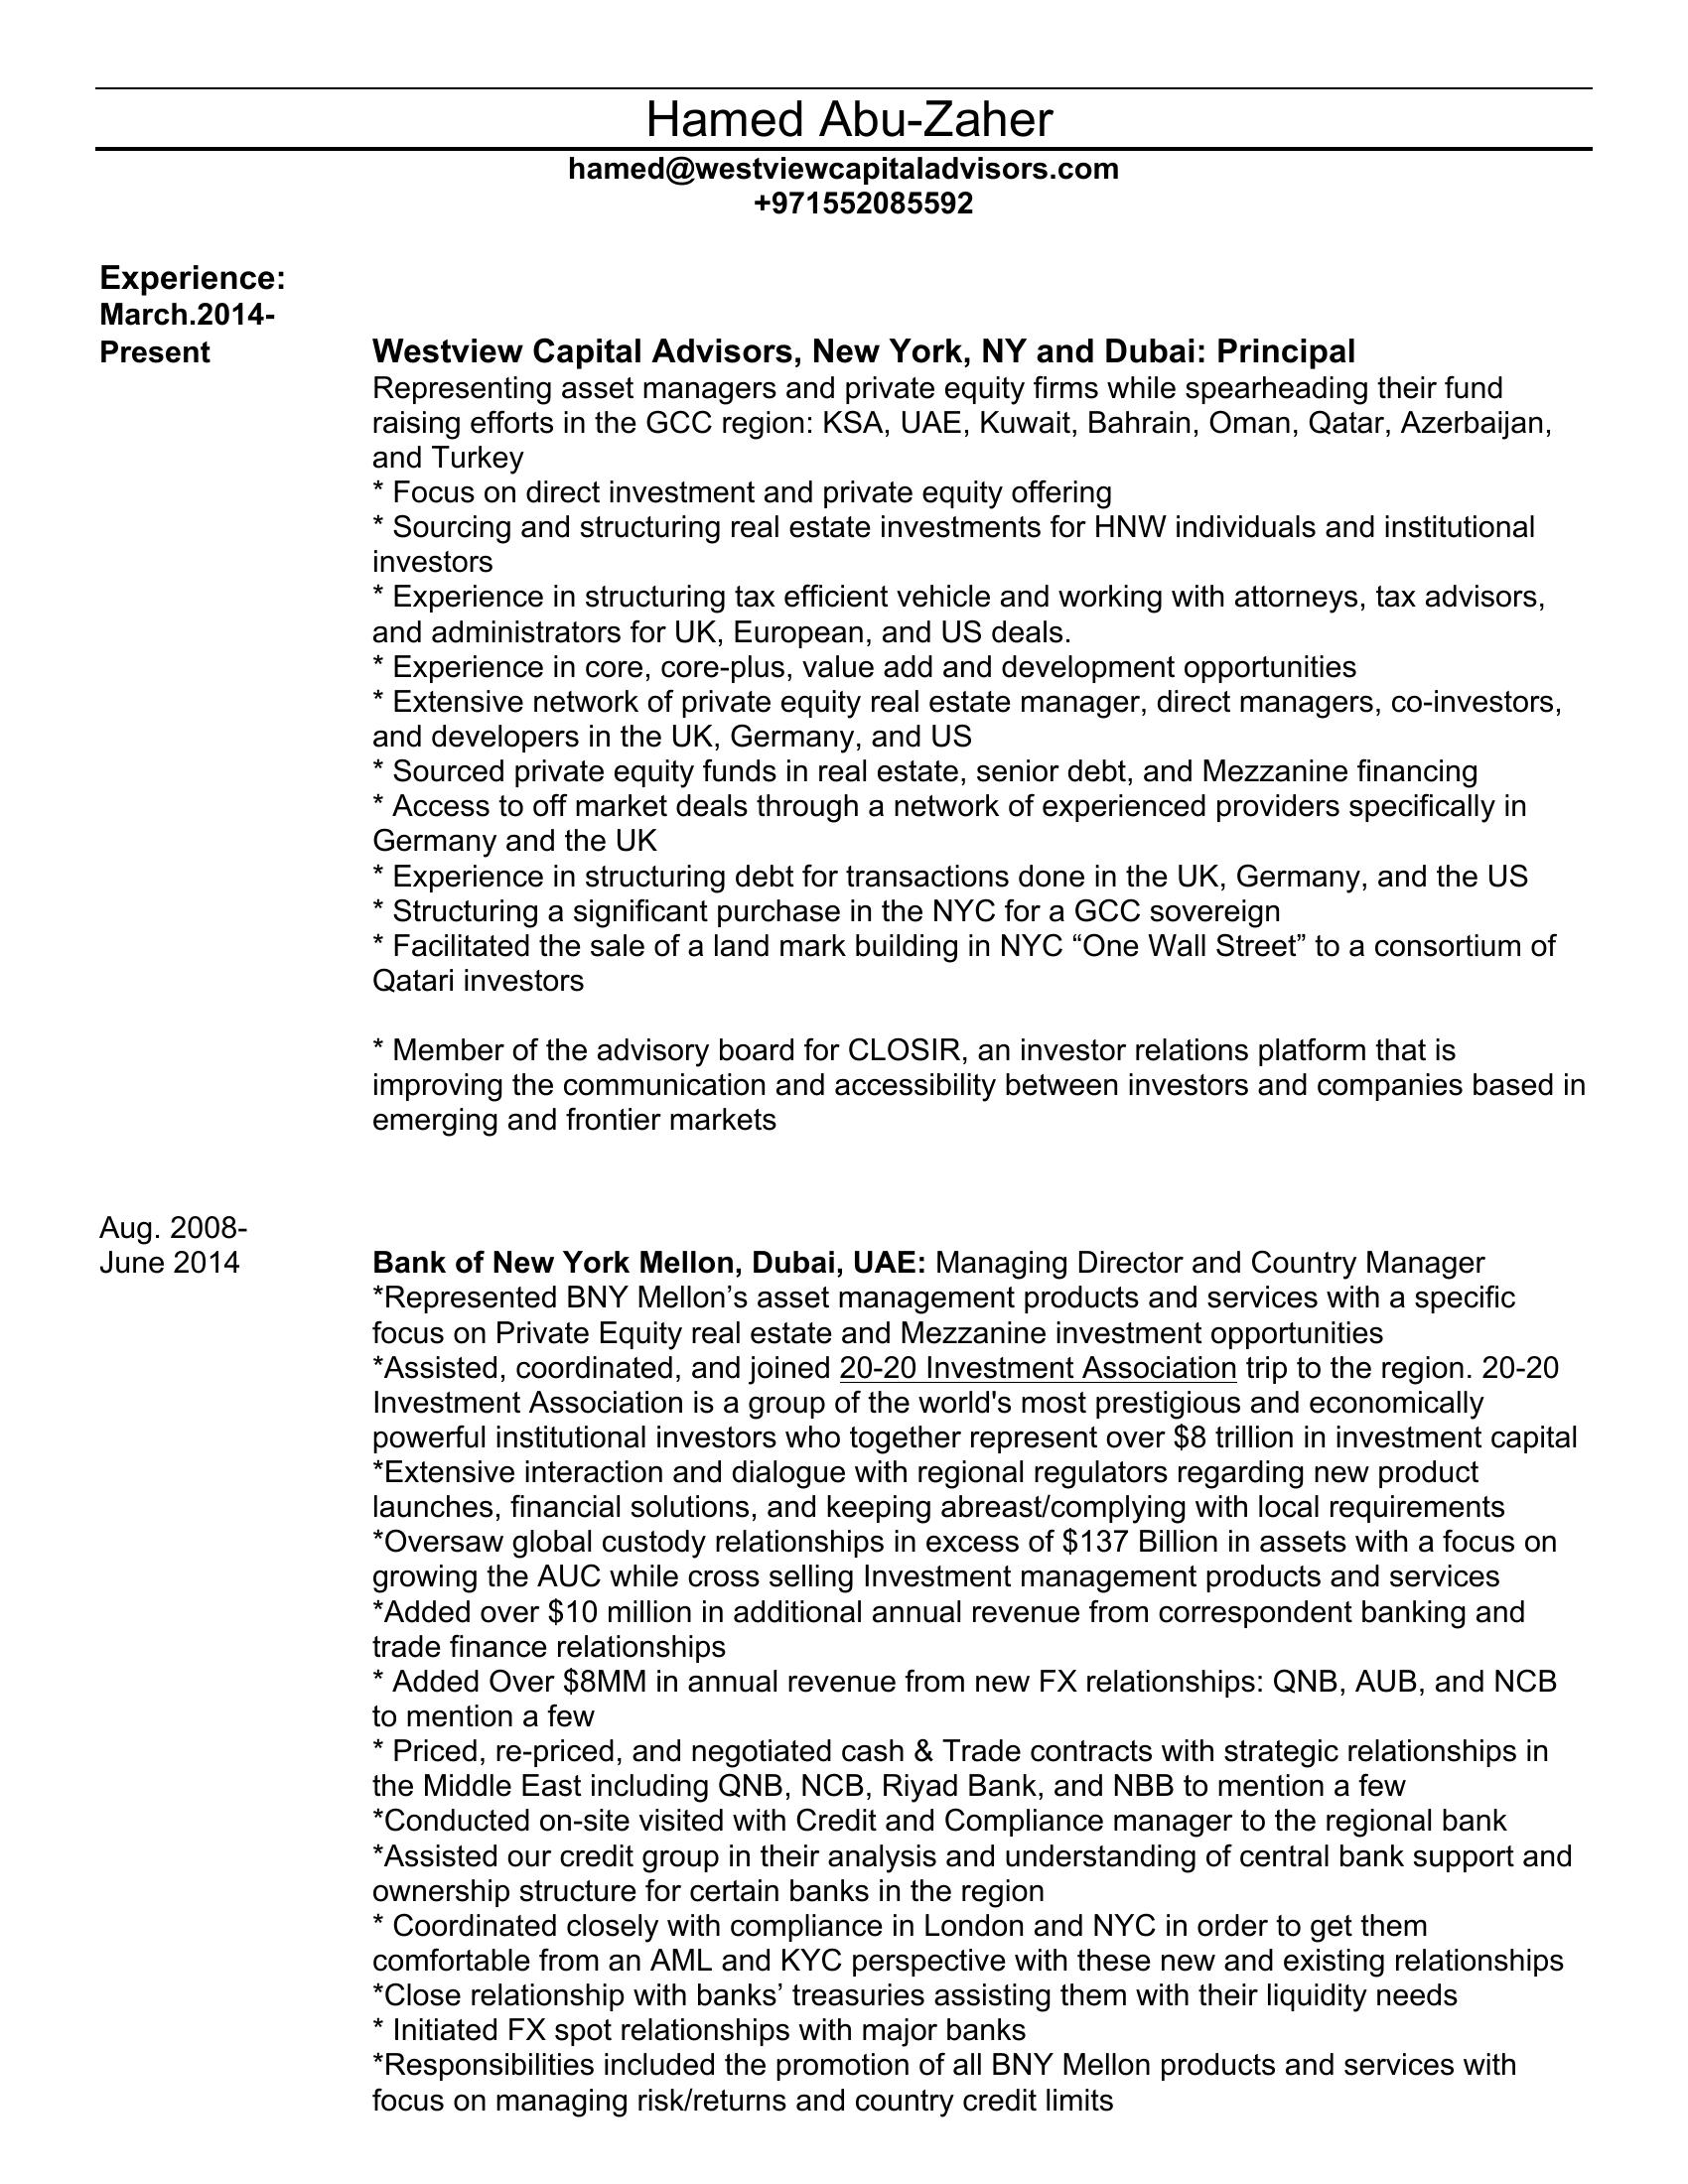 Hamed Abu-Zaher
hamed@westviewcapitaladvisors.com
+971552085592
Experience:
March.2014-
Present
Westview Capital Advisors, New York, NY and Dubai: Principal
Representing asset managers and private equity firms while spearheading their fund
raising efforts in the GCC region: KSA, UAE, Kuwait, Bahrain, Oman, Qatar, Azerbaijan,
and Turkey
* Focus on direct investment and private equity offering
* Sourcing and structuring real estate investments for HNW individuals and institutional
investors
* Experience in structuring tax efficient vehicle and working with attorneys, tax advisors,
and administrators for UK, European, and US deals.
* Experience in core, core-plus, value add and development opportunities
* Extensive network of private equity real estate manager, direct managers, co-investors,
and developers in the UK, Germany, and US
* Sourced private equity funds in real estate, senior debt, and Mezzanine financing
* Access to off market deals through a network of experienced providers specifically in
Germany and the UK
* Experience in structuring debt for transactions done in the UK, Germany, and the US
* Structuring a significant purchase in the NYC for a GCC sovereign
* Facilitated the sale of a land mark building in NYC “One Wall Street” to a consortium of
Qatari investors
* Member of the advisory board for CLOSIR, an investor relations platform that is
improving the communication and accessibility between investors and companies based in
emerging and frontier markets
Aug. 2008-
June 2014
Bank of New York Mellon, Dubai, UAE: Managing Director and Country Manager
*Represented BNY Mellon’s asset management products and services with a specific
focus on Private Equity real estate and Mezzanine investment opportunities
*Assisted, coordinated, and joined 20-20 Investment Association trip to the region. 20-20
Investment Association is a group of the world's most prestigious and economically
powerful institutional investors who together represent over $8 trillion in investment capital
*Extensive interaction and dialogue with regional regulators regarding new product
launches, financial solutions, and keeping abreast/complying with local requirements
*Oversaw global custody relationships in excess of $137 Billion in assets with a focus on
growing the AUC while cross selling Investment management products and services
*Added over $10 million in additional annual revenue from correspondent banking and
trade finance relationships
* Added Over $8MM in annual revenue from new FX relationships: QNB, AUB, and NCB
to mention a few
* Priced, re-priced, and negotiated cash & Trade contracts with strategic relationships in
the Middle East including QNB, NCB, Riyad Bank, and NBB to mention a few
*Conducted on-site visited with Credit and Compliance manager to the regional bank
*Assisted our credit group in their analysis and understanding of central bank support and
ownership structure for certain banks in the region
* Coordinated closely with compliance in London and NYC in order to get them
comfortable from an AML and KYC perspective with these new and existing relationships
*Close relationship with banks’ treasuries assisting them with their liquidity needs
* Initiated FX spot relationships with major banks
*Responsibilities included the promotion of all BNY Mellon products and services with
focus on managing risk/returns and country credit limits